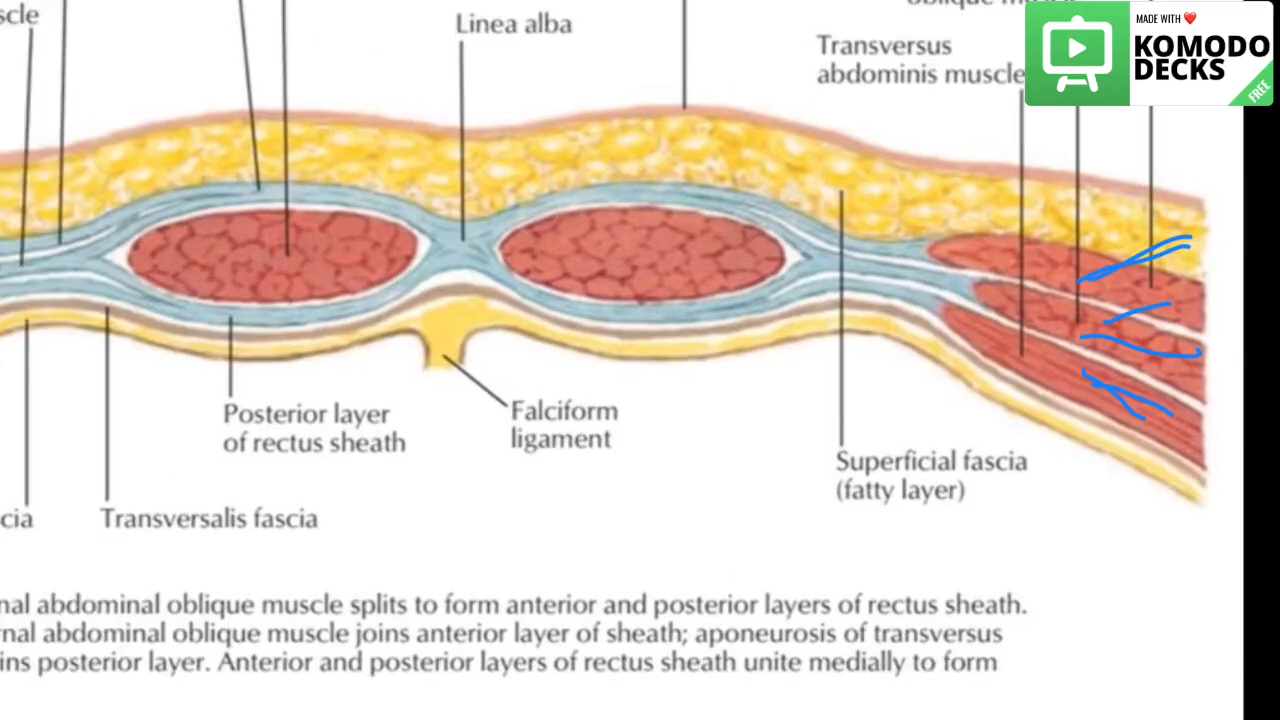 scle
Linea alba
Transversus
abdominis muscle
MADE WITH ❤️
KOMODO
DECKS
FREE
Posterior layer
of rectus sheath
Falciform
ligament
Superficial fascia
(fatty layer)
cia
Transversalis fascia
nal abdominal oblique muscle splits to form anterior and posterior layers of rectus sheath.
rnal abdominal oblique muscle joins anterior layer of sheath; aponeurosis of transversus
ins posterior layer. Anterior and posterior layers of rectus sheath unite medially to form